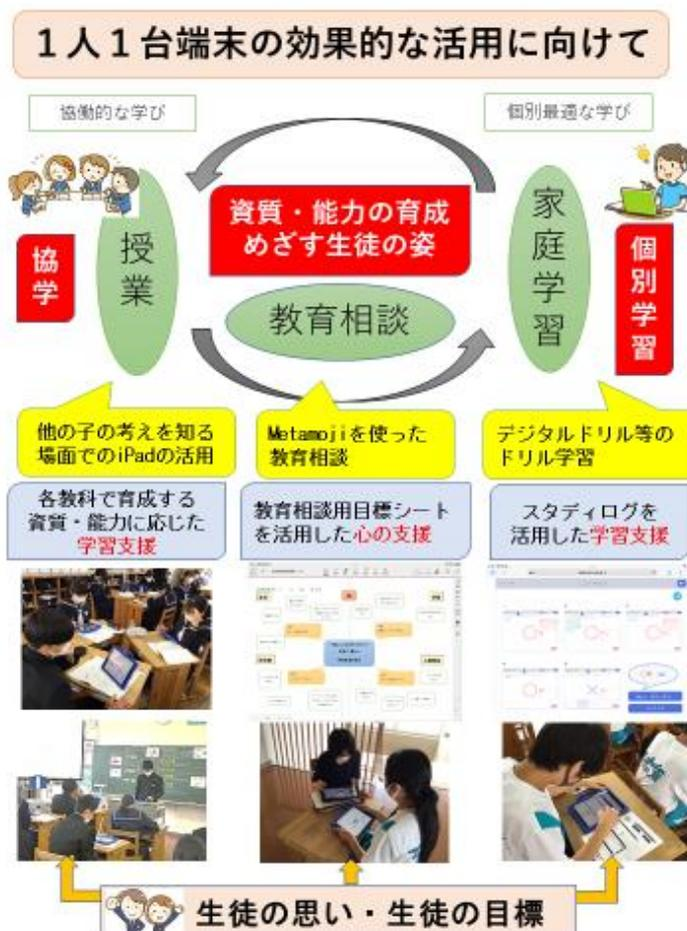 1人1台端末の効果的な活用に向けて
協働的な学び
個別最適な学び
協学
授業
資質・能力の育成
めざす生徒の姿
教育相談
家庭学習
個別学習
他の子の考えを知る
場面でのiPadの活用
Metamojiを使った
教育相談
デジタルドリル等の
ドリル学習
各教科で育成する
資質・能力に応じた
学習支援
教育相談用目標シート
を活用した心の支援
スタディログを
活用した学習支援
生徒の思い・生徒の目標